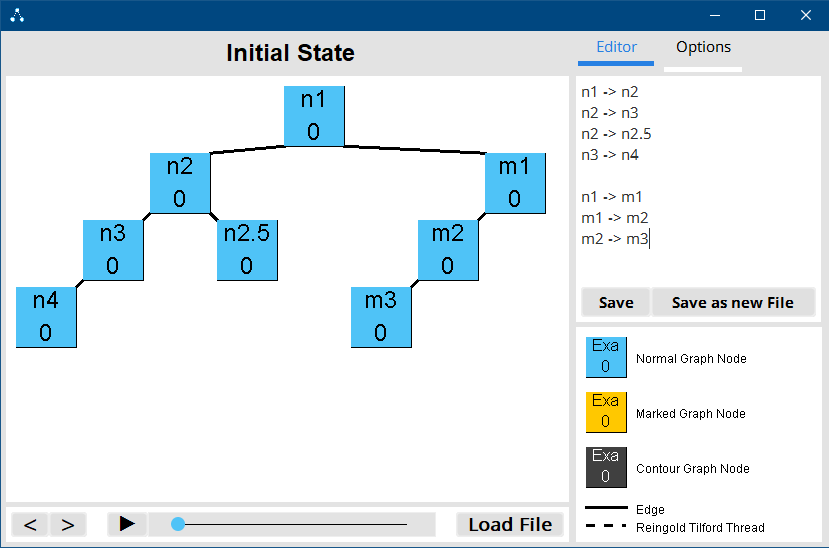 Initial State
Editor Options
n1
0
n2
0
m1
0
n3
0
n2.5
0
m2
0
n4
0
m3
0
n1 -> n2
n2 -> n3
n2 -> n2.5
n3 -> n4
n1 -> m1
m1 -> m2
m2 -> m3
Save Save as new File
Exa
0
Normal Graph Node
Exa
0
Marked Graph Node
Exa
0
Contour Graph Node
Edge
Reingold Tilford Thread
< > Load File